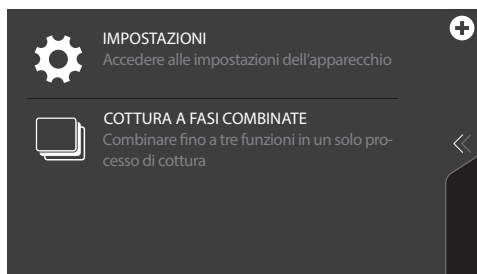 IMPOSTAZIONI
Accedere alle impostazioni dell'apparecchio
COTTURA A FASI COMBINATE
Combinare fino a tre funzioni in un solo pro-
cesso di cottura